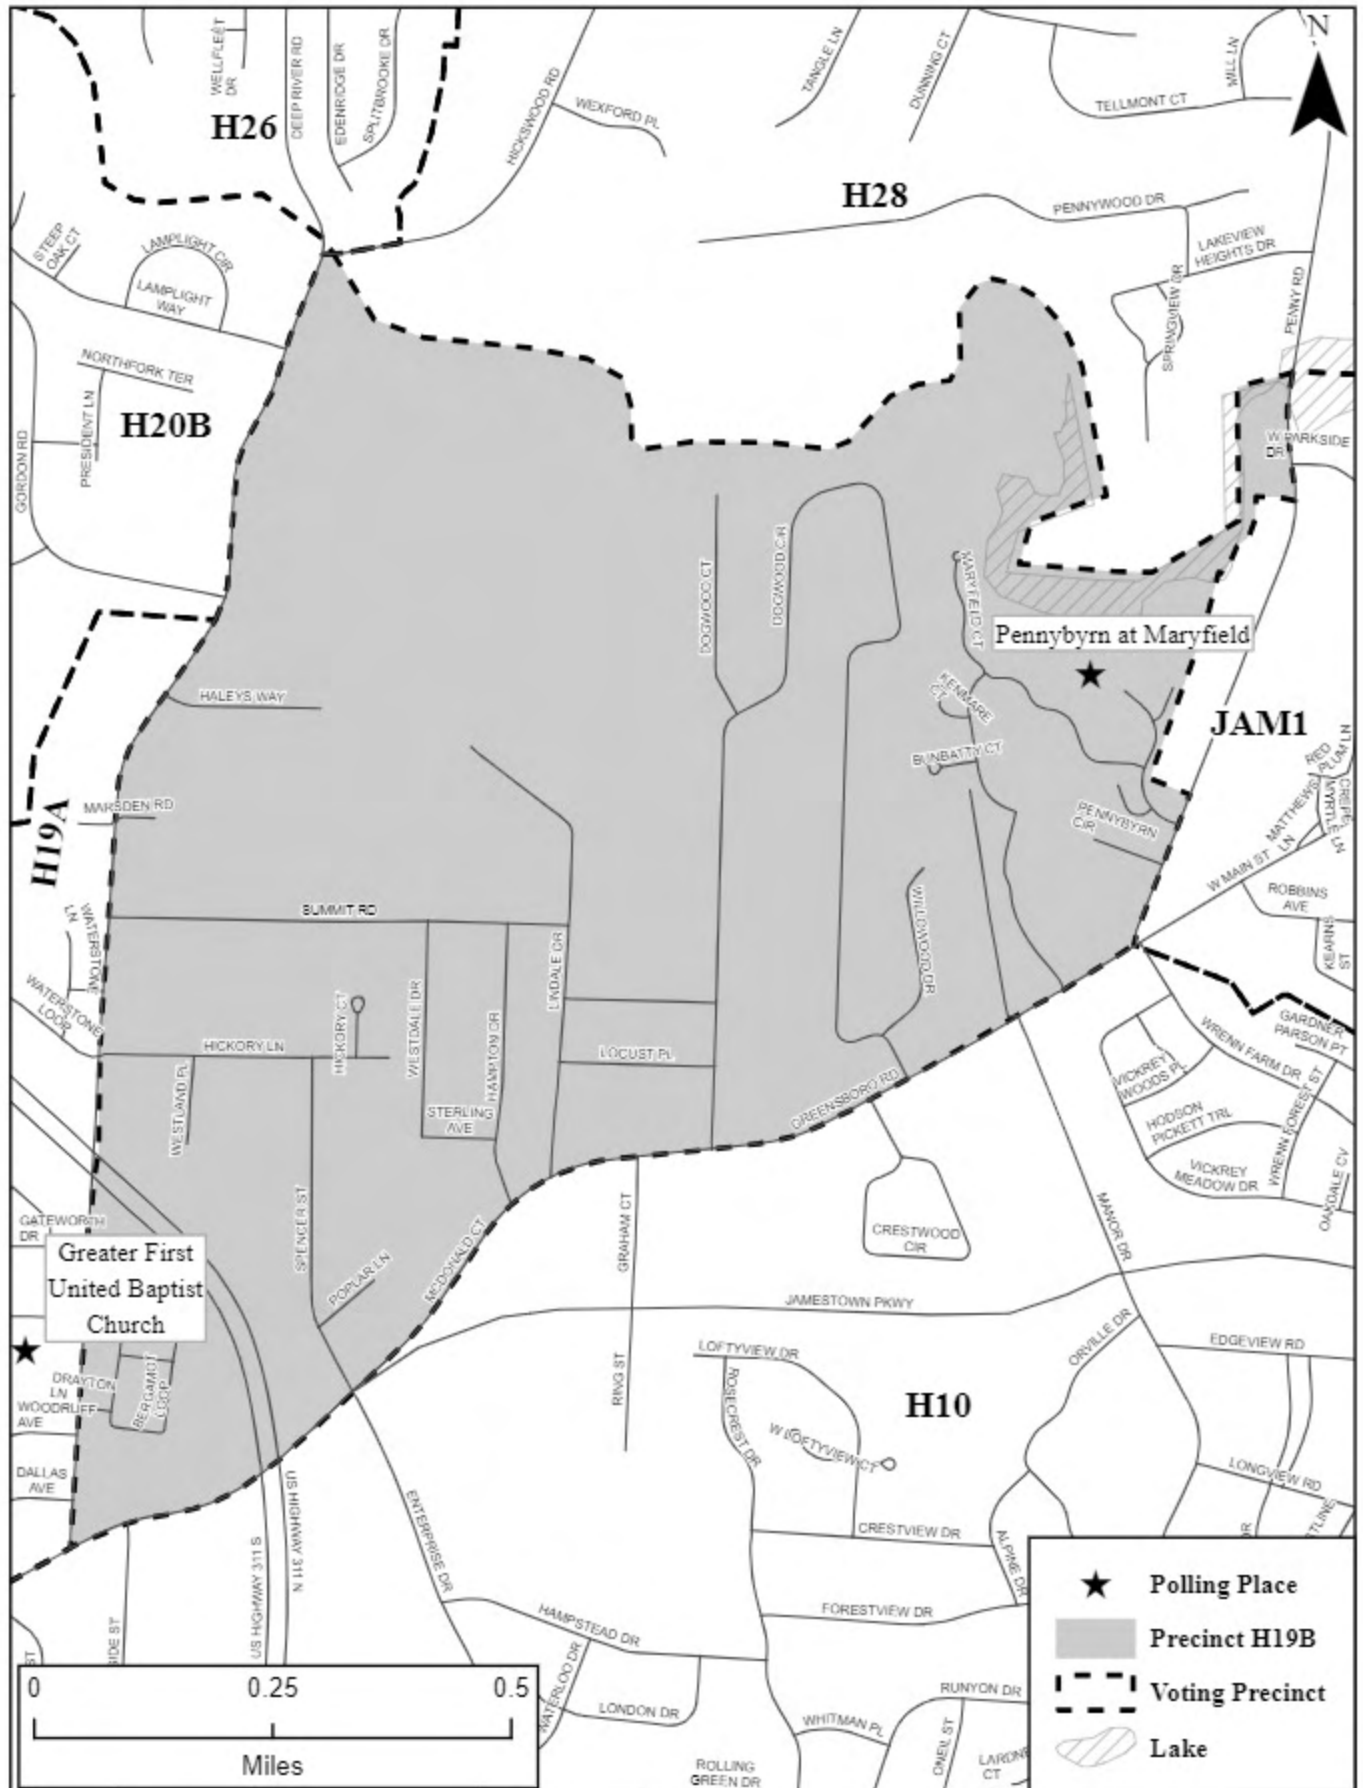 N
WELLFLEET
DR
H26
DEEP RIVER RD
EDENRIDGE DR
SPLITBROOKE DR
HICKSWOOD RD
WEXFORD PL
TANGLE LN
DUNNING CT
TELLMONT CT
MILL LN
H28
PENNYWOOD DR
LAKEVIEW
HEIGHTS DR
SPRINGVIEW DR
PENNY RD
STEEP
OAK CT
LAMPLIGHT CIR
LAMPLIGHT
WAY
NORTHFORK TER
PRESIDENT LN
H20B
GORDON RD
W PARKSIDE
DR
DOGWOOD CT
DOGWOOD CIR
MARYFIELD CT
Pennybyrn at Maryfield
KENMARE
CT
BUNBATTY CT
JAM1
HALEYS WAY
MARSDEN RD
H19A
PENNYBYRN
CIR
RED
PLUM LN
CREPE
MYRTLE LN
MATTHEWS
LN
W MAIN ST
ROBBINS
AVE
KEARNS
ST
WILDWOOD DR
SUMMIT RD
WATERSTONE
LN
WATERSTONE
LOOP
LINDALE DR
WESTDALE DR
HAMPTON DR
HICKORY CT
HICKORY LN
LOCUST PL
WESTLAND PL
STERLING
AVE
GREENSBORO RD
GARDNER
PARSON PT
WRENN FARM DR
VICKREY
WOODS PL
HODSON
PICKETT TRL
WRENN FOREST ST
VICKREY
MEADOW DR
OAKDALE CV
MANOR DR
GATEWORTH
DR
Greater First
United Baptist
Church
SPENCER ST
POPLAR LN
MCDONALD CT
GRAHAM CT
CRESTWOOD
CIR
JAMESTOWN PKWY
ORVILLE DR
EDGEVIEW RD
DRAYTON
LN
WOODRUFF
AVE
BERGAMOT
LOOP
DALLAS
AVE
RING ST
LOFTYVIEW DR
ROSECREST DR
W LOFTYVIEW CT
H10
LONGVIEW RD
CRESTVIEW DR
ALPINE DR
DR
STLINE
US HIGHWAY 311 S
US HIGHWAY 311 N
ENTERPRISE DR
FORESTVIEW DR
HAMPSTEAD DR
WATERLOO DR
LONDON DR
WHITMAN PL
RUNYON DR
ONEIL ST
LARDN
CT
ROLLING
GREEN DR
IDE ST
ST
0 0.25 0.5
Miles
Polling Place
Precinct H19B
Voting Precinct
Lake